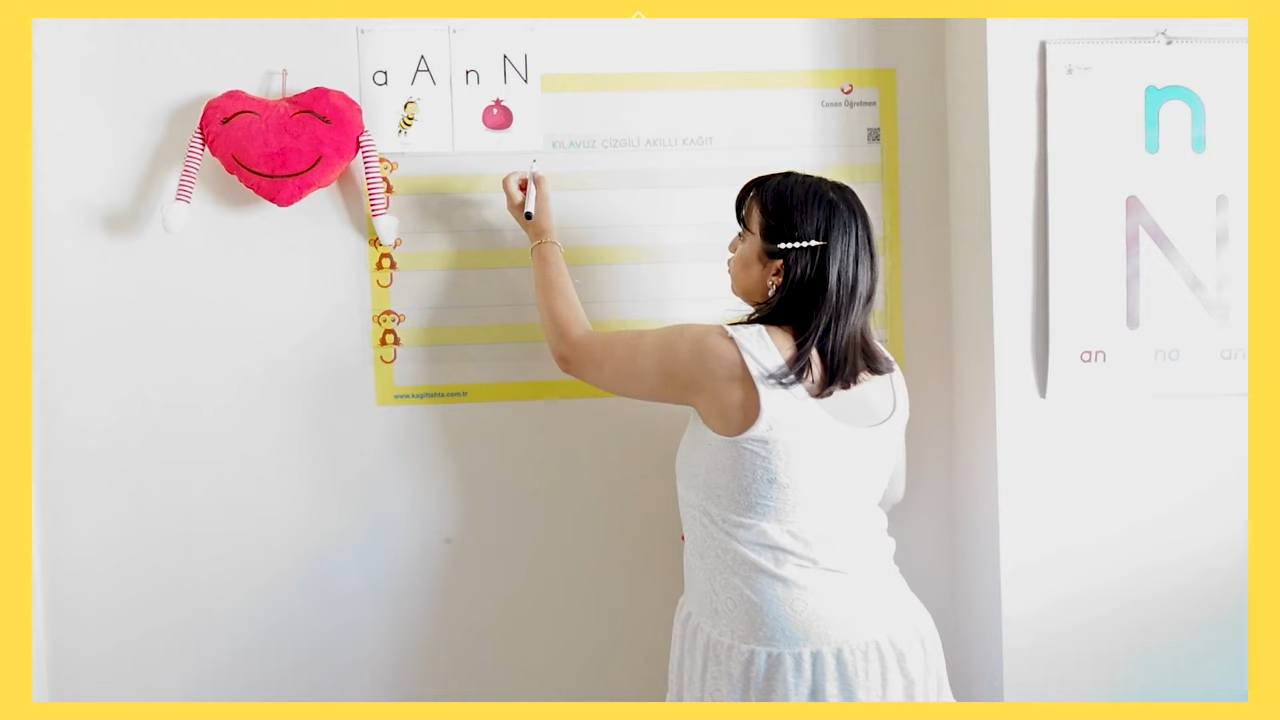 a A n N
Canan Öğretmen
KILAVUZ ÇİZGİLİ AKILLI KAĞIT
www.kagittahta.com.tr
n
N
an na an